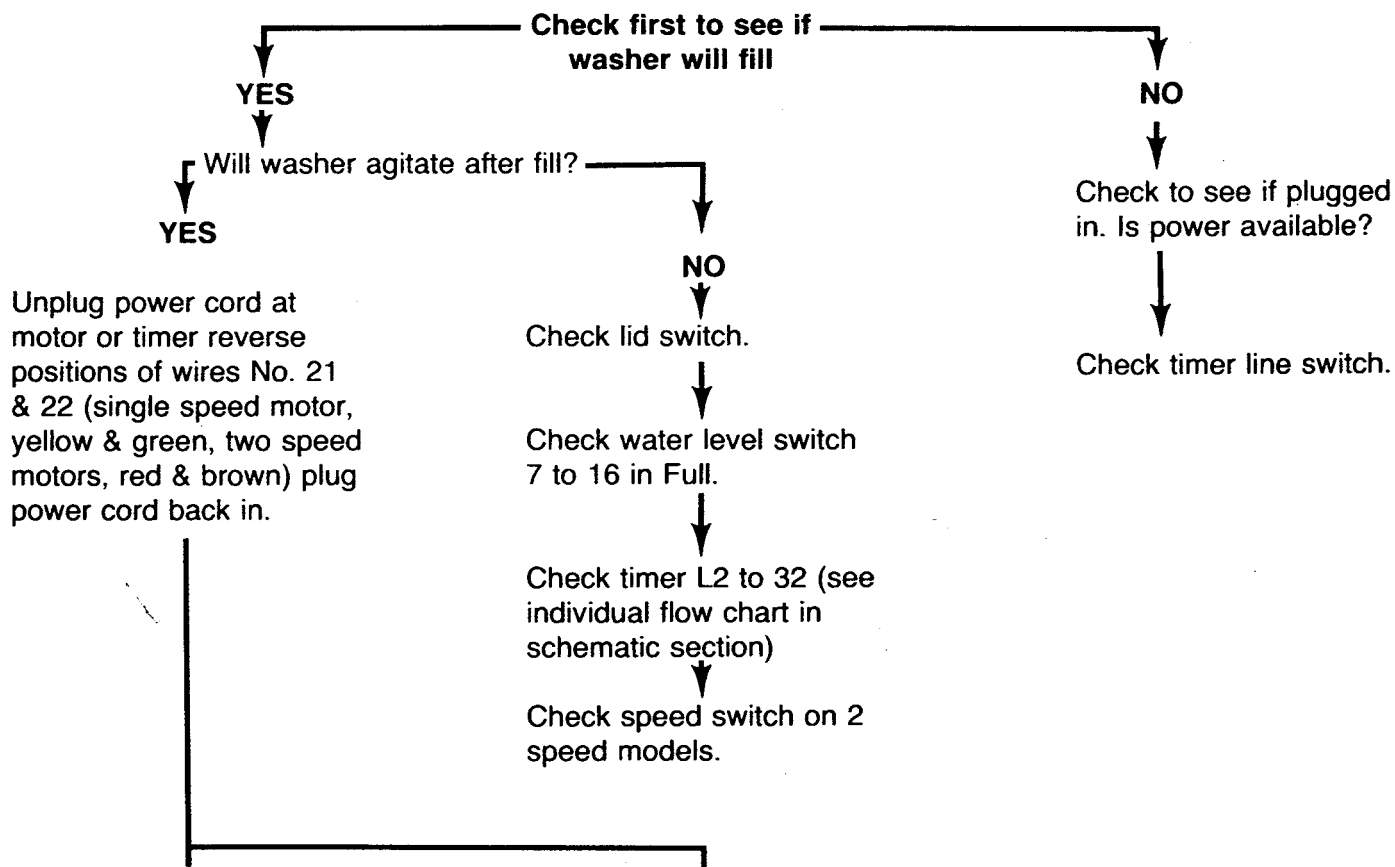 Check first to see if
washer will fill
YES
NO
Will washer agitate after fill?
YES
NO
Unplug power cord at
motor or timer reverse
positions of wires No. 21
& 22 (single speed motor,
yellow & green, two speed
motors, red & brown) plug
power cord back in.
Check lid switch.
Check water level switch
7 to 16 in Full.
Check timer L2 to 32 (see
individual flow chart in
schematic section)
Check speed switch on 2
speed models.
Check to see if plugged
in. Is power available?
Check timer line switch.